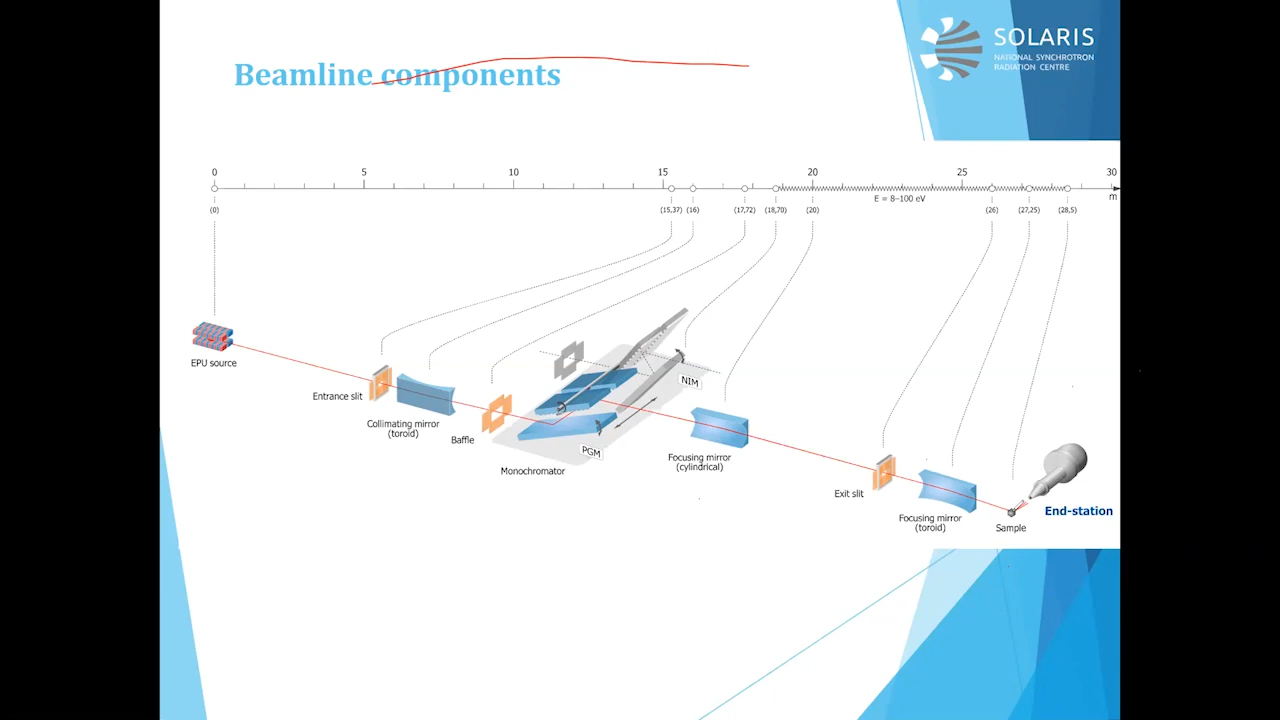 Beamline components
SOLARIS
NATIONAL SYNCHROTRON
RADIATION CENTRE
0 5 10 15 20 25 30
m
E = 8–100 eV
(0) (15,37) (16) (17,72) (18,70) (20) (26) (27,25) (28,5)
EPU source
Entrance slit
Collimating mirror
(toroid)
Baffle
Monochromator
PGM
NIM
Focusing mirror
(cylindrical)
Exit slit
Focusing mirror
(toroid)
Sample
End-station